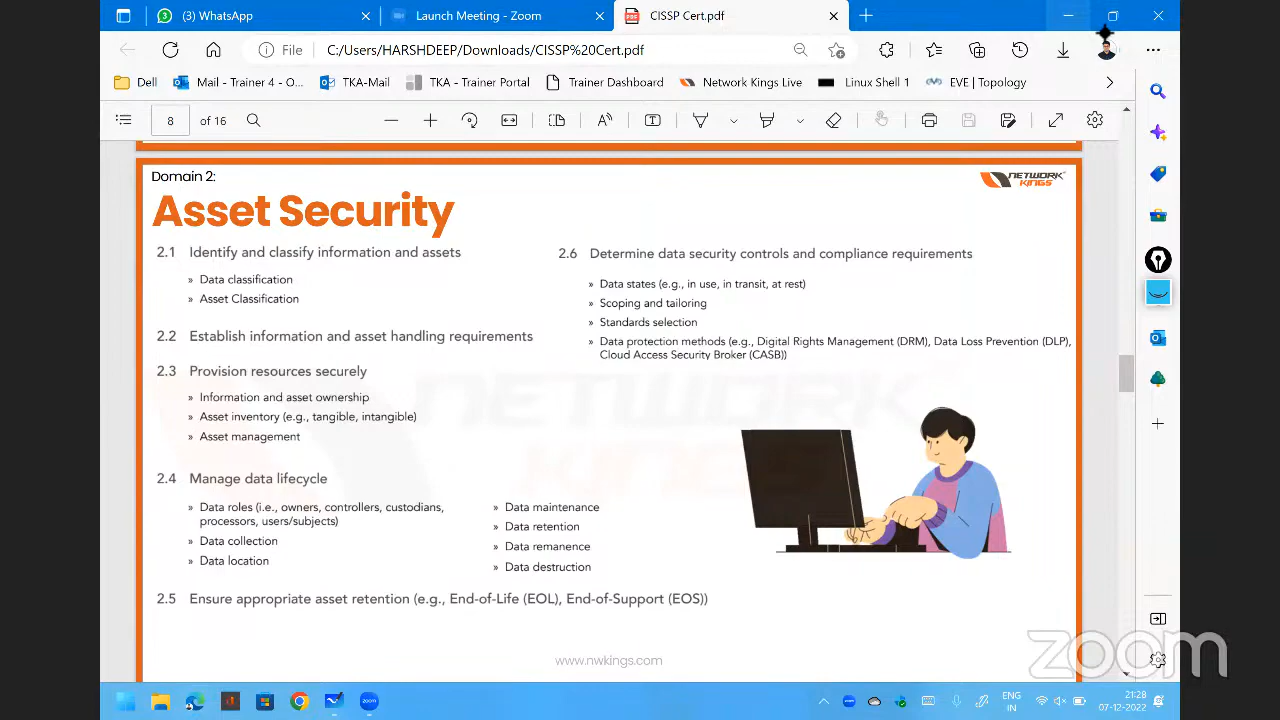 (3) WhatsApp
Launch Meeting - Zoom
CISSP Cert.pdf
File
C:/Users/HARSHDEEP/Downloads/CISSP%20Cert.pdf
Dell
Mail - Trainer 4 - O...
TKA-Mail
TKA - Trainer Portal
Trainer Dashboard
Network Kings Live
Linux Shell 1
EVE | Topology
8 of 16
Domain 2:
NETWORK
KINGS
Asset Security
2.1 Identify and classify information and assets
» Data classification
» Asset Classification
2.2 Establish information and asset handling requirements
2.3 Provision resources securely
» Information and asset ownership
» Asset inventory (e.g., tangible, intangible)
» Asset management
2.4 Manage data lifecycle
» Data roles (i.e., owners, controllers, custodians,
processors, users/subjects)
» Data collection
» Data location
» Data maintenance
» Data retention
» Data remanence
» Data destruction
2.5 Ensure appropriate asset retention (e.g., End-of-Life (EOL), End-of-Support (EOS))
2.6 Determine data security controls and compliance requirements
» Data states (e.g., in use, in transit, at rest)
» Scoping and tailoring
» Standards selection
» Data protection methods (e.g., Digital Rights Management (DRM), Data Loss Prevention (DLP),
Cloud Access Security Broker (CASB))
NETWORK
KINGS
www.nwkings.com
zoom
ENG
IN
21:28
07-12-2022